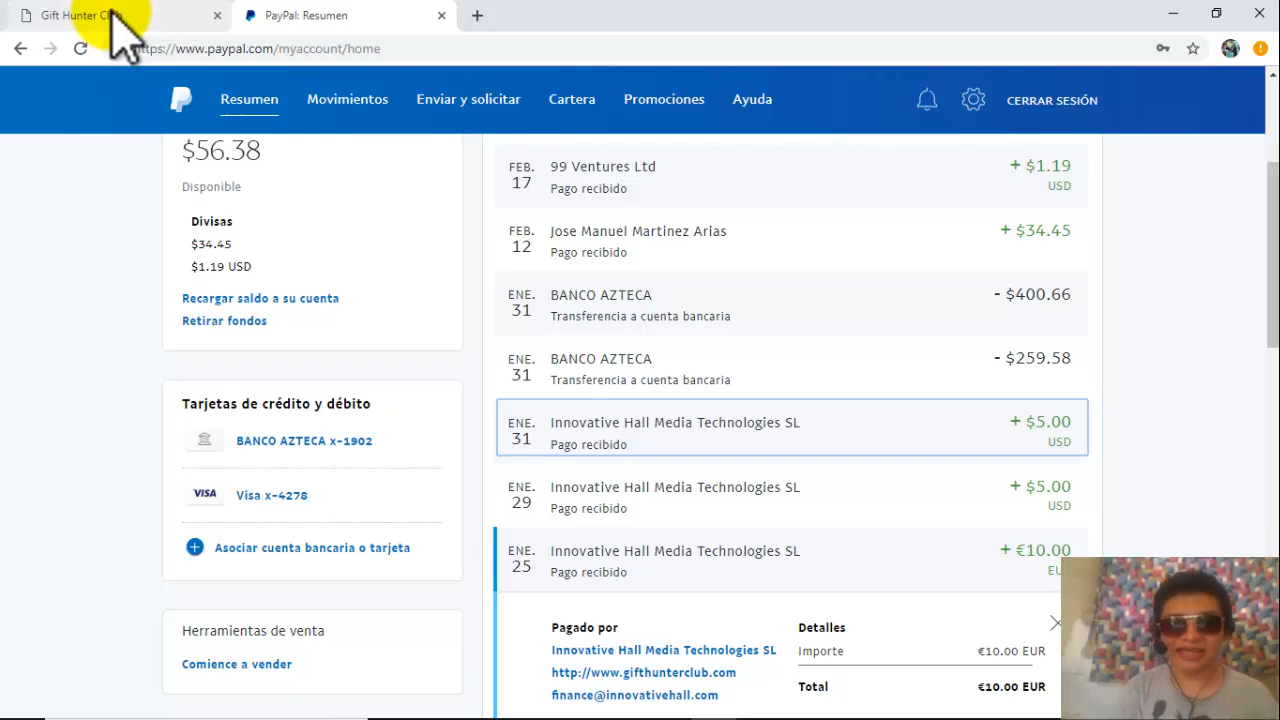 Gift Hunter Club
PayPal: Resumen
https://www.paypal.com/myaccount/home
Resumen
Movimientos
Enviar y solicitar
Cartera
Promociones
Ayuda
CERRAR SESIÓN
$56.38
Disponible
Divisas
$34.45
$1.19 USD
Recargar saldo a su cuenta
Retirar fondos
Tarjetas de crédito y débito
BANCO AZTECA x-1902
VISA Visa x-4278
Asociar cuenta bancaria o tarjeta
Herramientas de venta
Comience a vender
FEB. 17
99 Ventures Ltd
Pago recibido
+ $1.19
USD
FEB. 12
Jose Manuel Martinez Arias
Pago recibido
+ $34.45
ENE. 31
BANCO AZTECA
Transferencia a cuenta bancaria
- $400.66
ENE. 31
BANCO AZTECA
Transferencia a cuenta bancaria
- $259.58
ENE. 31
Innovative Hall Media Technologies SL
Pago recibido
+ $5.00
USD
ENE. 29
Innovative Hall Media Technologies SL
Pago recibido
+ $5.00
USD
ENE. 25
Innovative Hall Media Technologies SL
Pago recibido
+ €10.00
Pagado por
Innovative Hall Media Technologies SL
http://www.gifthunterclub.com
finance@innovativehall.com
Detalles
Importe €10.00 EUR
Total €10.00 EUR